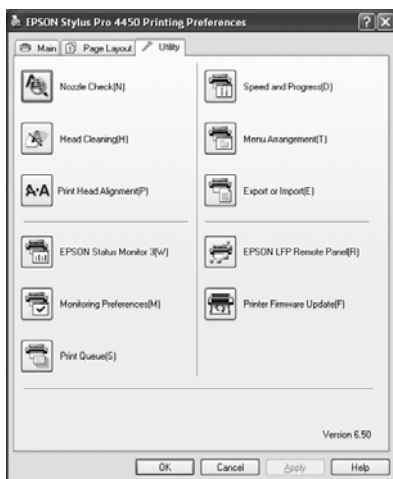 EPSON Stylus Pro 4450 Printing Preferences
Main
Page Layout
Utility
Nozzle Check(N)
Speed and Progress(D)
Head Cleaning(H)
Menu Arrangement(T)
A·A Print Head Alignment(P)
Export or Import(E)
EPSON Status Monitor 3(W)
EPSON LFP Remote Panel(R)
Monitoring Preferences(M)
Printer Firmware Update(F)
Print Queue(S)
Version 6.50
OK
Cancel
Apply
Help